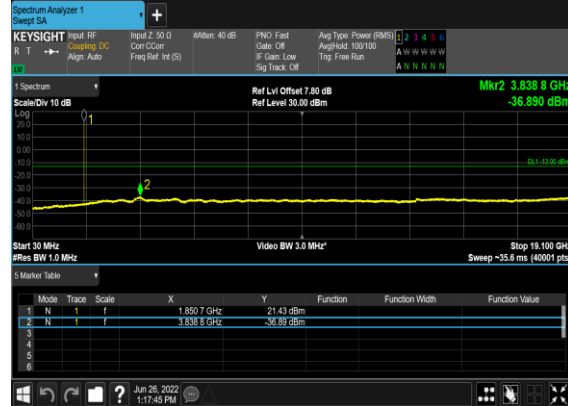 Spectrum Analyzer 1
Swept SA
+
KEYSIGHT Input: RF Input Z: 50 Ω #Atten: 40 dB PNO: Fast Avg Type: Power (RMS) 1 2 3 4 5 6
R T Coupling: DC Corr CCorr Gate: Off Avg|Hold: 100/100 A W W W W W
Align: Auto Freq Ref: Int (S) IF Gain: Low Trig: Free Run
Sig Track: Off A N N N N N
1 Spectrum Ref Lvl Offset 7.80 dB Mkr2 3.838 8 GHz
Scale/Div 10 dB Ref Level 30.00 dBm -36.890 dBm
Log 1
20.0
10.0
0.00
-10.0 DL1 -13.00 dBm
-20.0
-30.0 2
-40.0
-50.0
-60.0
Start 30 MHz Video BW 3.0 MHz* Stop 19.100 GHz
#Res BW 1.0 MHz Sweep ~35.6 ms (40001 pts)
5 Marker Table
Mode Trace Scale X Y Function Function Width Function Value
1 N 1 f 1.850 7 GHz 21.43 dBm
2 N 1 f 3.838 8 GHz -36.89 dBm
3
4
5
6
? Jun 26, 2022
1:17:45 PM